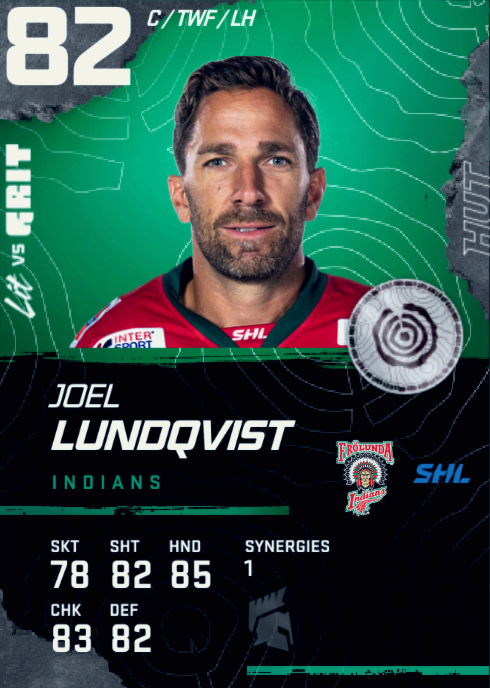 82
C / TWF / LH
Lit vs GRIT
HUT
INTER
SPORT
SHL
JOEL
LUNDQVIST
INDIANS
FRÖLUNDA
Indians
SHL
SKT SHT HND SYNERGIES
78 82 85 1
CHK DEF
83 82